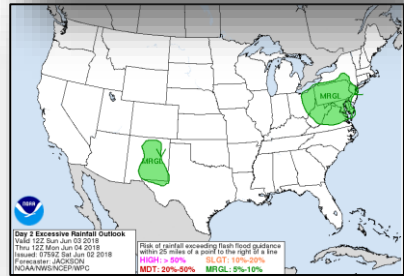 MRGL
MRGL
noaa
Day 2 Excessive Rainfall Outlook
Valid 12Z Sun Jun 03 2018
Thru 12Z Mon Jun 04 2018
Issued: 0759Z Sat Jun 02 2018
Forecaster: JACKSON
NOAA/NWS/NCEP/WPC
Risk of rainfall exceeding flash flood guidance
within 25 miles of a point to the right of a line
HIGH: > 50% SLGT: 10%-20%
MDT: 20%-50% MRGL: 5%-10%